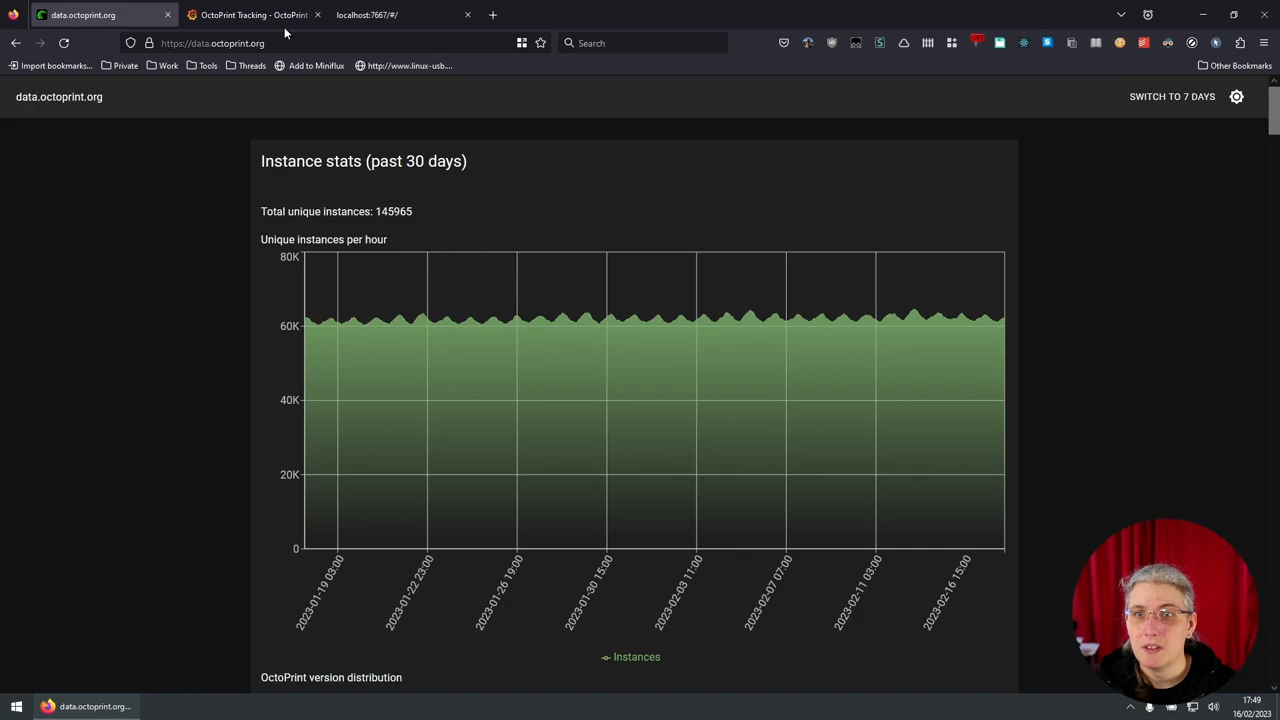 data.octoprint.org
OctoPrint Tracking - OctoPrint
localhost:7667/#/
https://data.octoprint.org
Search
Import bookmarks...
Private
Work
Tools
Threads
Add to Miniflux
http://www.linux-usb....
Other Bookmarks
data.octoprint.org
SWITCH TO 7 DAYS
Instance stats (past 30 days)
Total unique instances: 145965
Unique instances per hour
80K
60K
40K
20K
0
2023-01-19 03:00
2023-01-22 23:00
2023-01-26 19:00
2023-01-30 15:00
2023-02-03 11:00
2023-02-07 07:00
2023-02-11 03:00
2023-02-16 15:00
Instances
OctoPrint version distribution
data.octoprint.org...
17:49
16/02/2023